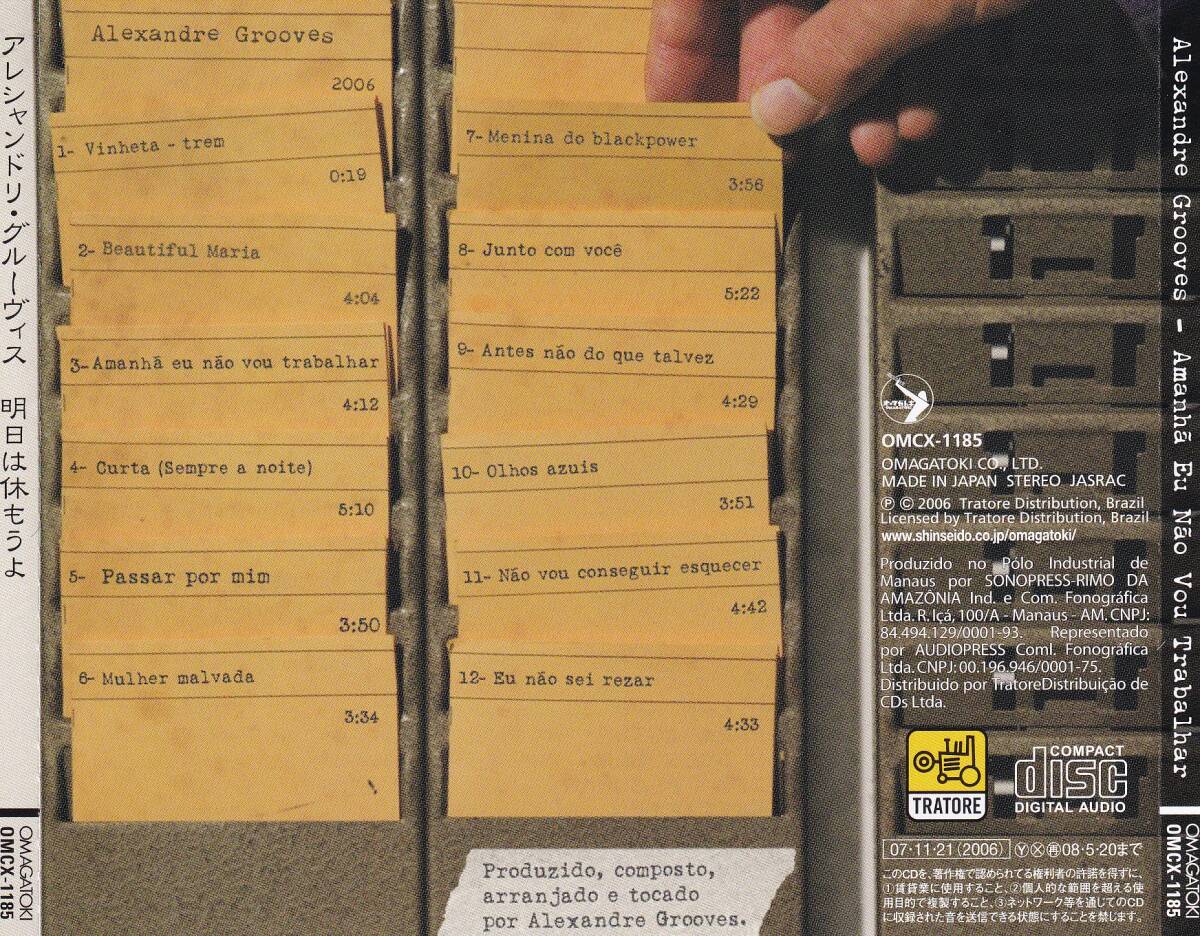 アレシャンドリ・グルーヴィス 明日は休もうよ
OMAGATOKI
OMCX-1185
Alexandre Grooves
2006
1- Vinheta - trem
0:19
2- Beautiful Maria
4:04
3- Amanhã eu não vou trabalhar
4:12
4- Curta (Sempre a noite)
5:10
5- Passar por mim
3:50
6- Mulher malvada
3:34
7- Menina do blackpower
3:56
8- Junto com você
5:22
9- Antes não do que talvez
4:29
10- Olhos azuis
3:51
11- Não vou conseguir esquecer
4:42
12- Eu não sei rezar
4:33
Produzido, composto,
arranjado e tocado
por Alexandre Grooves.
OMCX-1185
OMAGATOKI CO., LTD.
MADE IN JAPAN STEREO JASRAC
Ⓟ © 2006 Tratore Distribution, Brazil
Licensed by Tratore Distribution, Brazil
www.shinseido.co.jp/omagatoki/
Produzido no Pólo Industrial de
Manaus por SONOPRESS-RIMO DA
AMAZÔNIA Ind. e Com. Fonográfica
Ltda. R. Içá, 100/A - Manaus - AM. CNPJ:
84.494.129/0001-93. Representado
por AUDIOPRESS Coml. Fonográfica
Ltda. CNPJ: 00.196.946/0001-75.
Distribuido por TratoreDistribuição de
CDs Ltda.
TRATORE
COMPACT
disc
DIGITAL AUDIO
07·11·21(2006) Ⓨ Ⓧ ㊢08·5·20まで
このCDを、著作権で認められてる権利者の許諾を得ずに、
①賃貸業に使用すること、②個人的な範囲を超える使
用目的で複製すること、③ネットワーク等を通じてのCD
に収録された音を送信できる状態にすることを禁じます。
Alexandre Grooves - Amanhã Eu Não Vou Trabalhar
OMAGATOKI
OMCX-1185